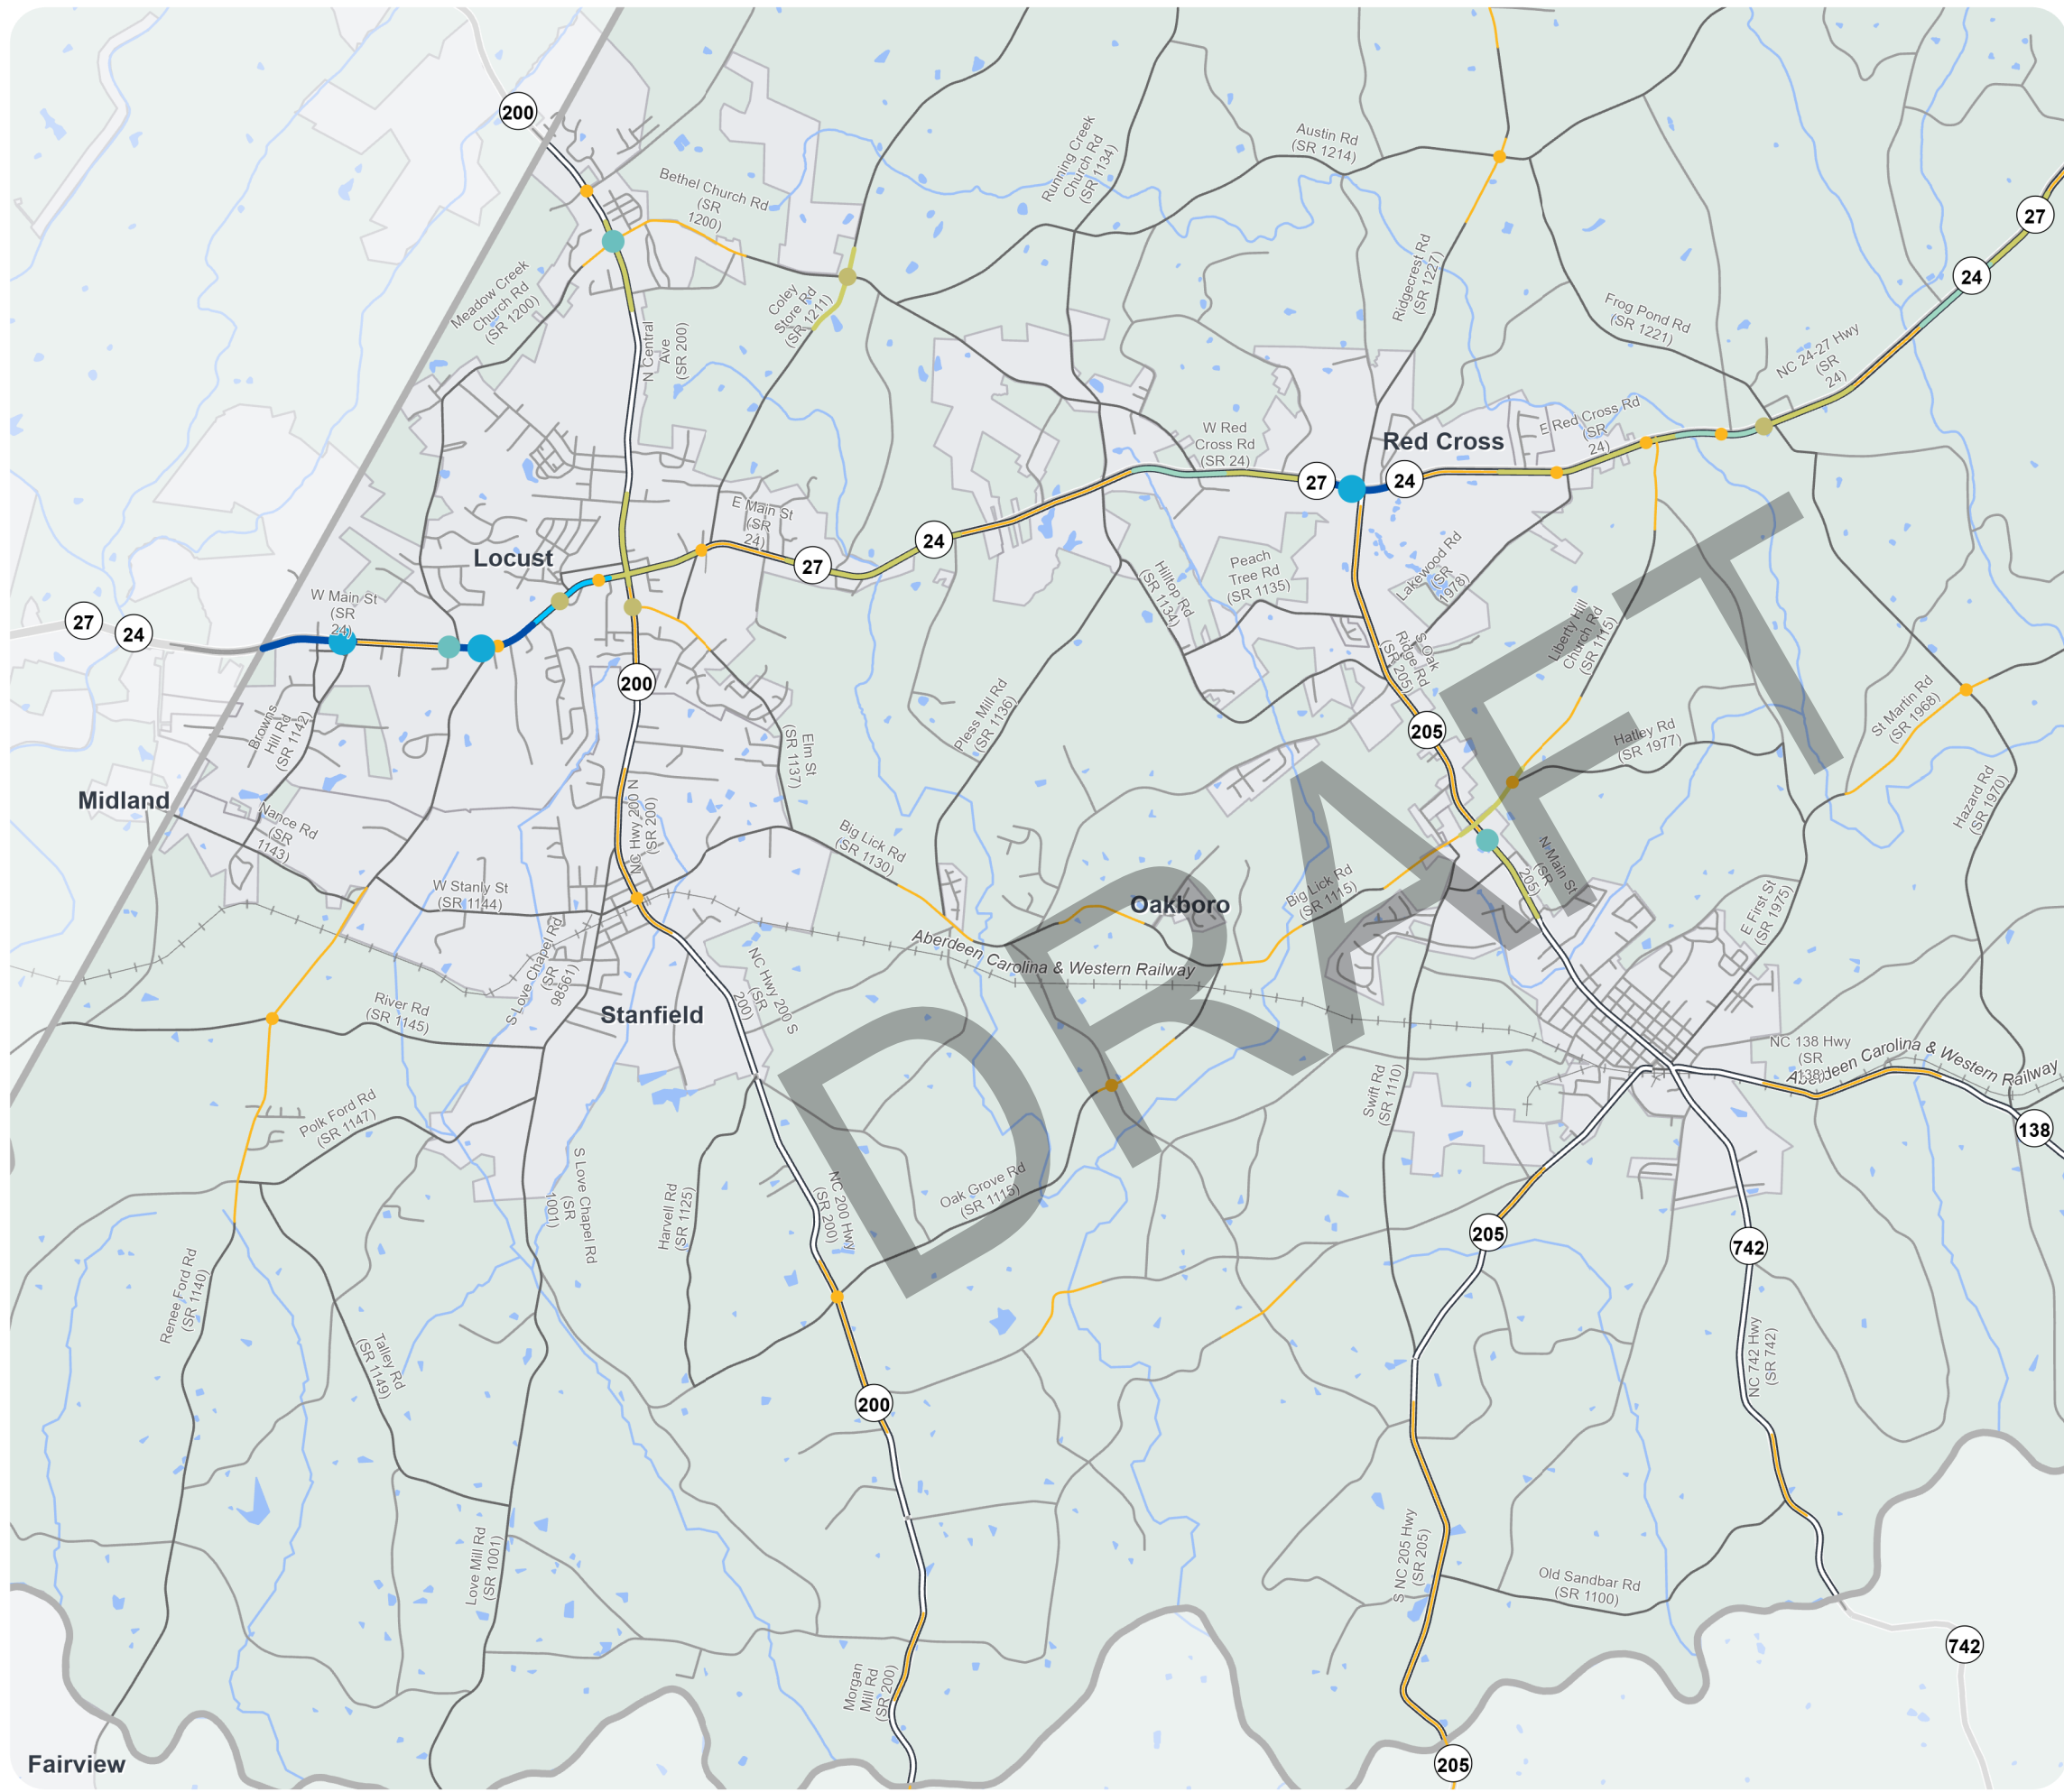 200
Bethel Church Rd
(SR
1200)
Running Creek
Church Rd
(SR 1134)
Austin Rd
(SR 1214)
27
24
Meadow Creek
Church Rd
(SR 1200)
Coley
Store Rd
(SR 1211)
N Central
Ave
(SR 200)
Ridgecrest Rd
(SR 1227)
Frog Pond Rd
(SR 1221)
NC 24-27 Hwy
(SR
24)
W Red
Cross Rd
(SR 24)
Red Cross
E Red Cross Rd
(SR
24)
27
24
E Main St
(SR
24)
24
27
Locust
W Main St
(SR
24)
27
24
Hilltop Rd
(SR 1134)
Peach
Tree Rd
(SR 1135)
Lakewood Rd
(SR
1978)
S Oak
Ridge Rd
(SR 205)
Liberty Hill
Church Rd
(SR 1115)
200
205
Browns
Hill Rd
(SR 1142)
Elm St
(SR 1137)
Pless Mill Rd
(SR 1136)
Hatley Rd
(SR 1977)
St Martin Rd
(SR 1968)
Hazard Rd
(SR 1970)
Midland
Nance Rd
(SR
1143)
NC Hwy 200 N
(SR 200)
Big Lick Rd
(SR 1130)
W Stanly St
(SR 1144)
Oakboro
Big Lick Rd
(SR 1115)
N Main St
(SR
205)
E First St
(SR 1975)
Aberdeen Carolina & Western Railway
S Love Chapel Rd
(SR
98561)
NC Hwy 200 S
(SR
200)
River Rd
(SR 1145)
Stanfield
DRAFT
NC 138 Hwy
(SR
138)
Aberdeen Carolina & Western Railway
138
Swift Rd
(SR 1110)
Polk Ford Rd
(SR 1147)
S Love Chapel Rd
(SR
1001)
Harvell Rd
(SR 1125)
NC 200 Hwy
(SR 200)
Oak Grove Rd
(SR 1115)
205
742
Renee Ford Rd
(SR 1140)
Talley Rd
(SR 1149)
NC 742 Hwy
(SR 742)
200
Love Mill Rd
(SR 1001)
S NC 205 Hwy
(SR 205)
Old Sandbar Rd
(SR 1100)
742
Morgan
Mill Rd
(SR 200)
Fairview
205